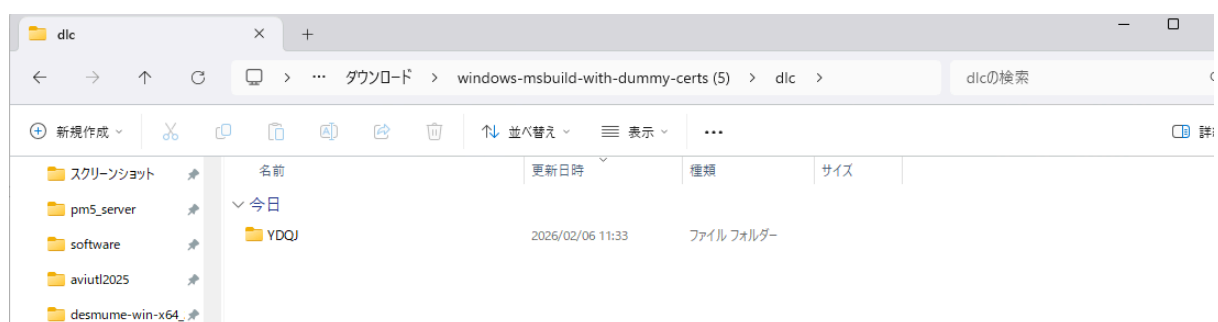 dlc
… ダウンロード > windows-msbuild-with-dummy-certs (5) > dlc >
dlcの検索
新規作成
並べ替え
表示
…
スクリーンショット
pm5_server
software
aviutl2025
desmume-win-x64_
名前 更新日時 種類 サイズ
今日
YDQJ 2026/02/06 11:33 ファイル フォルダー